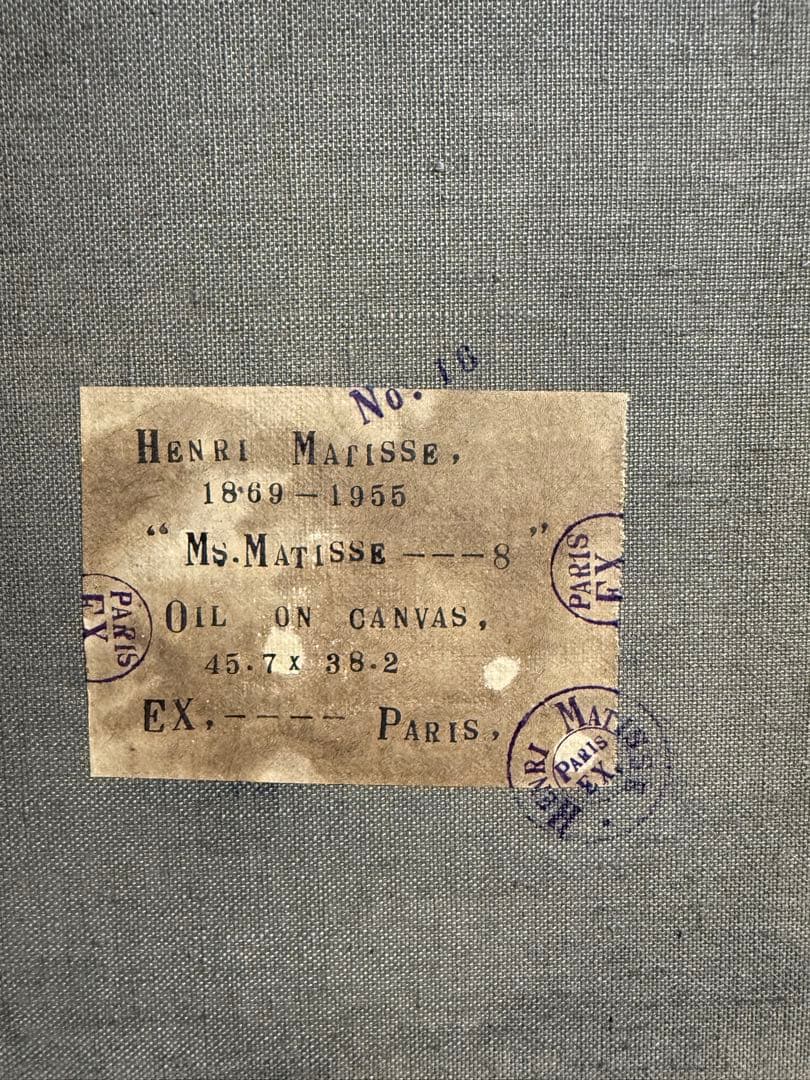 No. 16
HENRI MATISSE,
1869—1955
“ MS.MATISSE ---8 ”
OIL ON CANVAS,
45.7 x 38.2
EX,---- PARIS,
PARIS EX
PARIS EX
HENRI MATISSE
PARIS
EX.